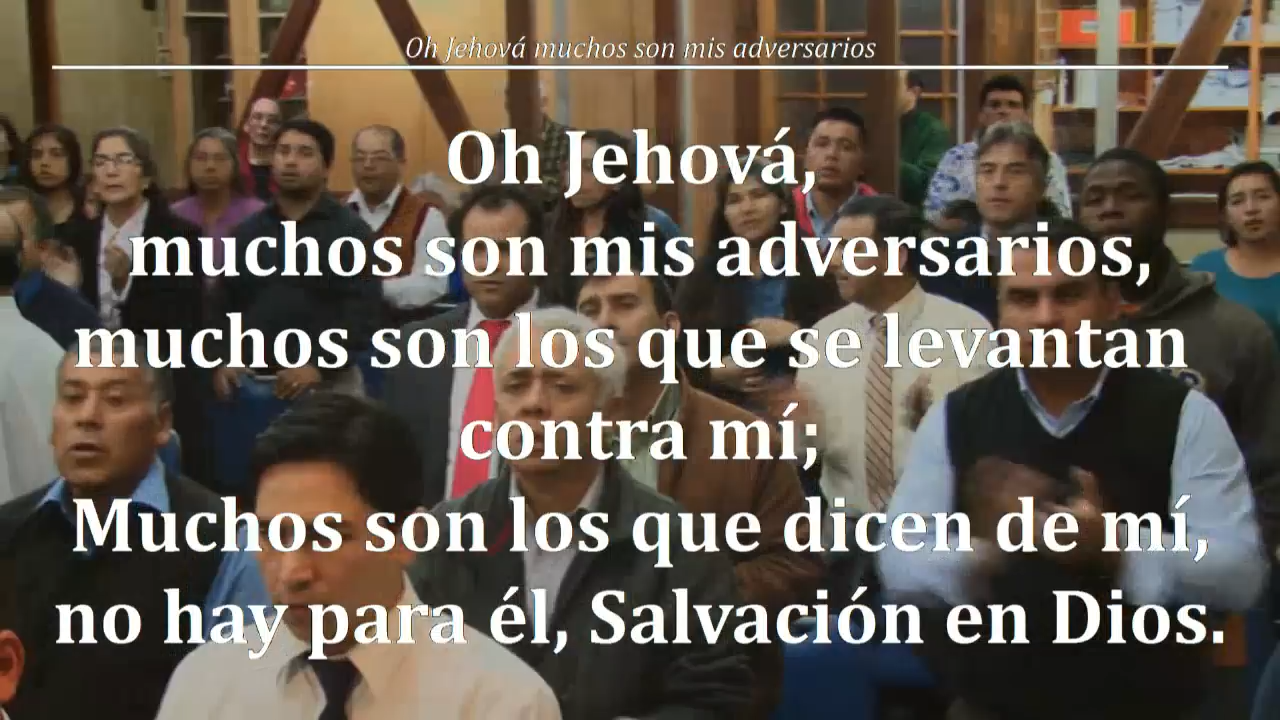 Oh Jehová muchos son mis adversarios
Oh Jehová,
muchos son mis adversarios,
muchos son los que se levantan
contra mí;
Muchos son los que dicen de mí,
no hay para él, Salvación en Dios.